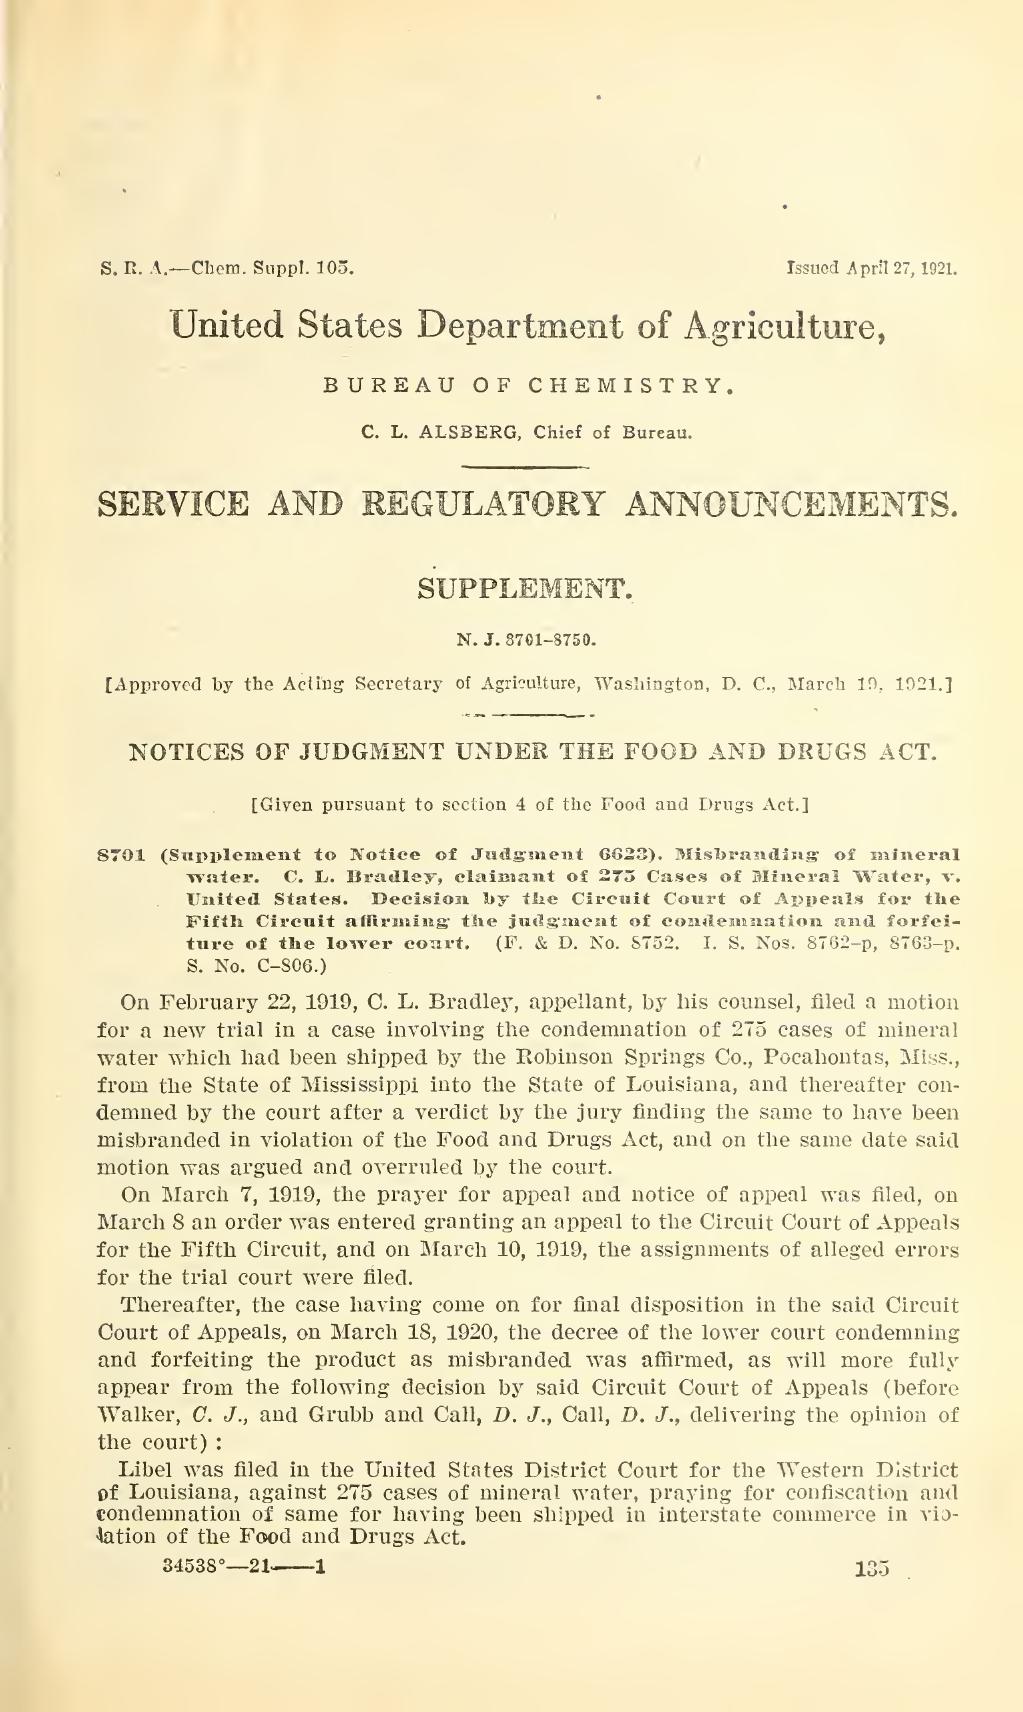 S. R. A.—Chem. Suppl. 105. Issued April 27, 1921.
United States Department of Agriculture,
BUREAU OF CHEMISTRY.
C. L. ALSBERG, Chief of Bureau.
SERVICE AND REGULATORY ANNOUNCEMENTS.
SUPPLEMENT.
N. J. 8701–8750.
[Approved by the Acting Secretary of Agriculture, Washington, D. C., March 19, 1921.]
NOTICES OF JUDGMENT UNDER THE FOOD AND DRUGS ACT.
[Given pursuant to section 4 of the Food and Drugs Act.]
8701 (Supplement to Notice of Judgment 6623). Misbranding of mineral
water. C. L. Bradley, claimant of 275 Cases of Mineral Water, v.
United States. Decision by the Circuit Court of Appeals for the
Fifth Circuit affirming the judgment of condemnation and forfei-
ture of the lower court. (F. & D. No. 8752. I. S. Nos. 8762–p, 8763–p.
S. No. C–806.)
On February 22, 1919, C. L. Bradley, appellant, by his counsel, filed a motion
for a new trial in a case involving the condemnation of 275 cases of mineral
water which had been shipped by the Robinson Springs Co., Pocahontas, Miss.,
from the State of Mississippi into the State of Louisiana, and thereafter con-
demned by the court after a verdict by the jury finding the same to have been
misbranded in violation of the Food and Drugs Act, and on the same date said
motion was argued and overruled by the court.
On March 7, 1919, the prayer for appeal and notice of appeal was filed, on
March 8 an order was entered granting an appeal to the Circuit Court of Appeals
for the Fifth Circuit, and on March 10, 1919, the assignments of alleged errors
for the trial court were filed.
Thereafter, the case having come on for final disposition in the said Circuit
Court of Appeals, on March 18, 1920, the decree of the lower court condemning
and forfeiting the product as misbranded was affirmed, as will more fully
appear from the following decision by said Circuit Court of Appeals (before
Walker, C. J., and Grubb and Call, D. J., Call, D. J., delivering the opinion of
the court) :
Libel was filed in the United States District Court for the Western District
of Louisiana, against 275 cases of mineral water, praying for confiscation and
condemnation of same for having been shipped in interstate commerce in vio-
lation of the Food and Drugs Act.
34538°—21——1 135